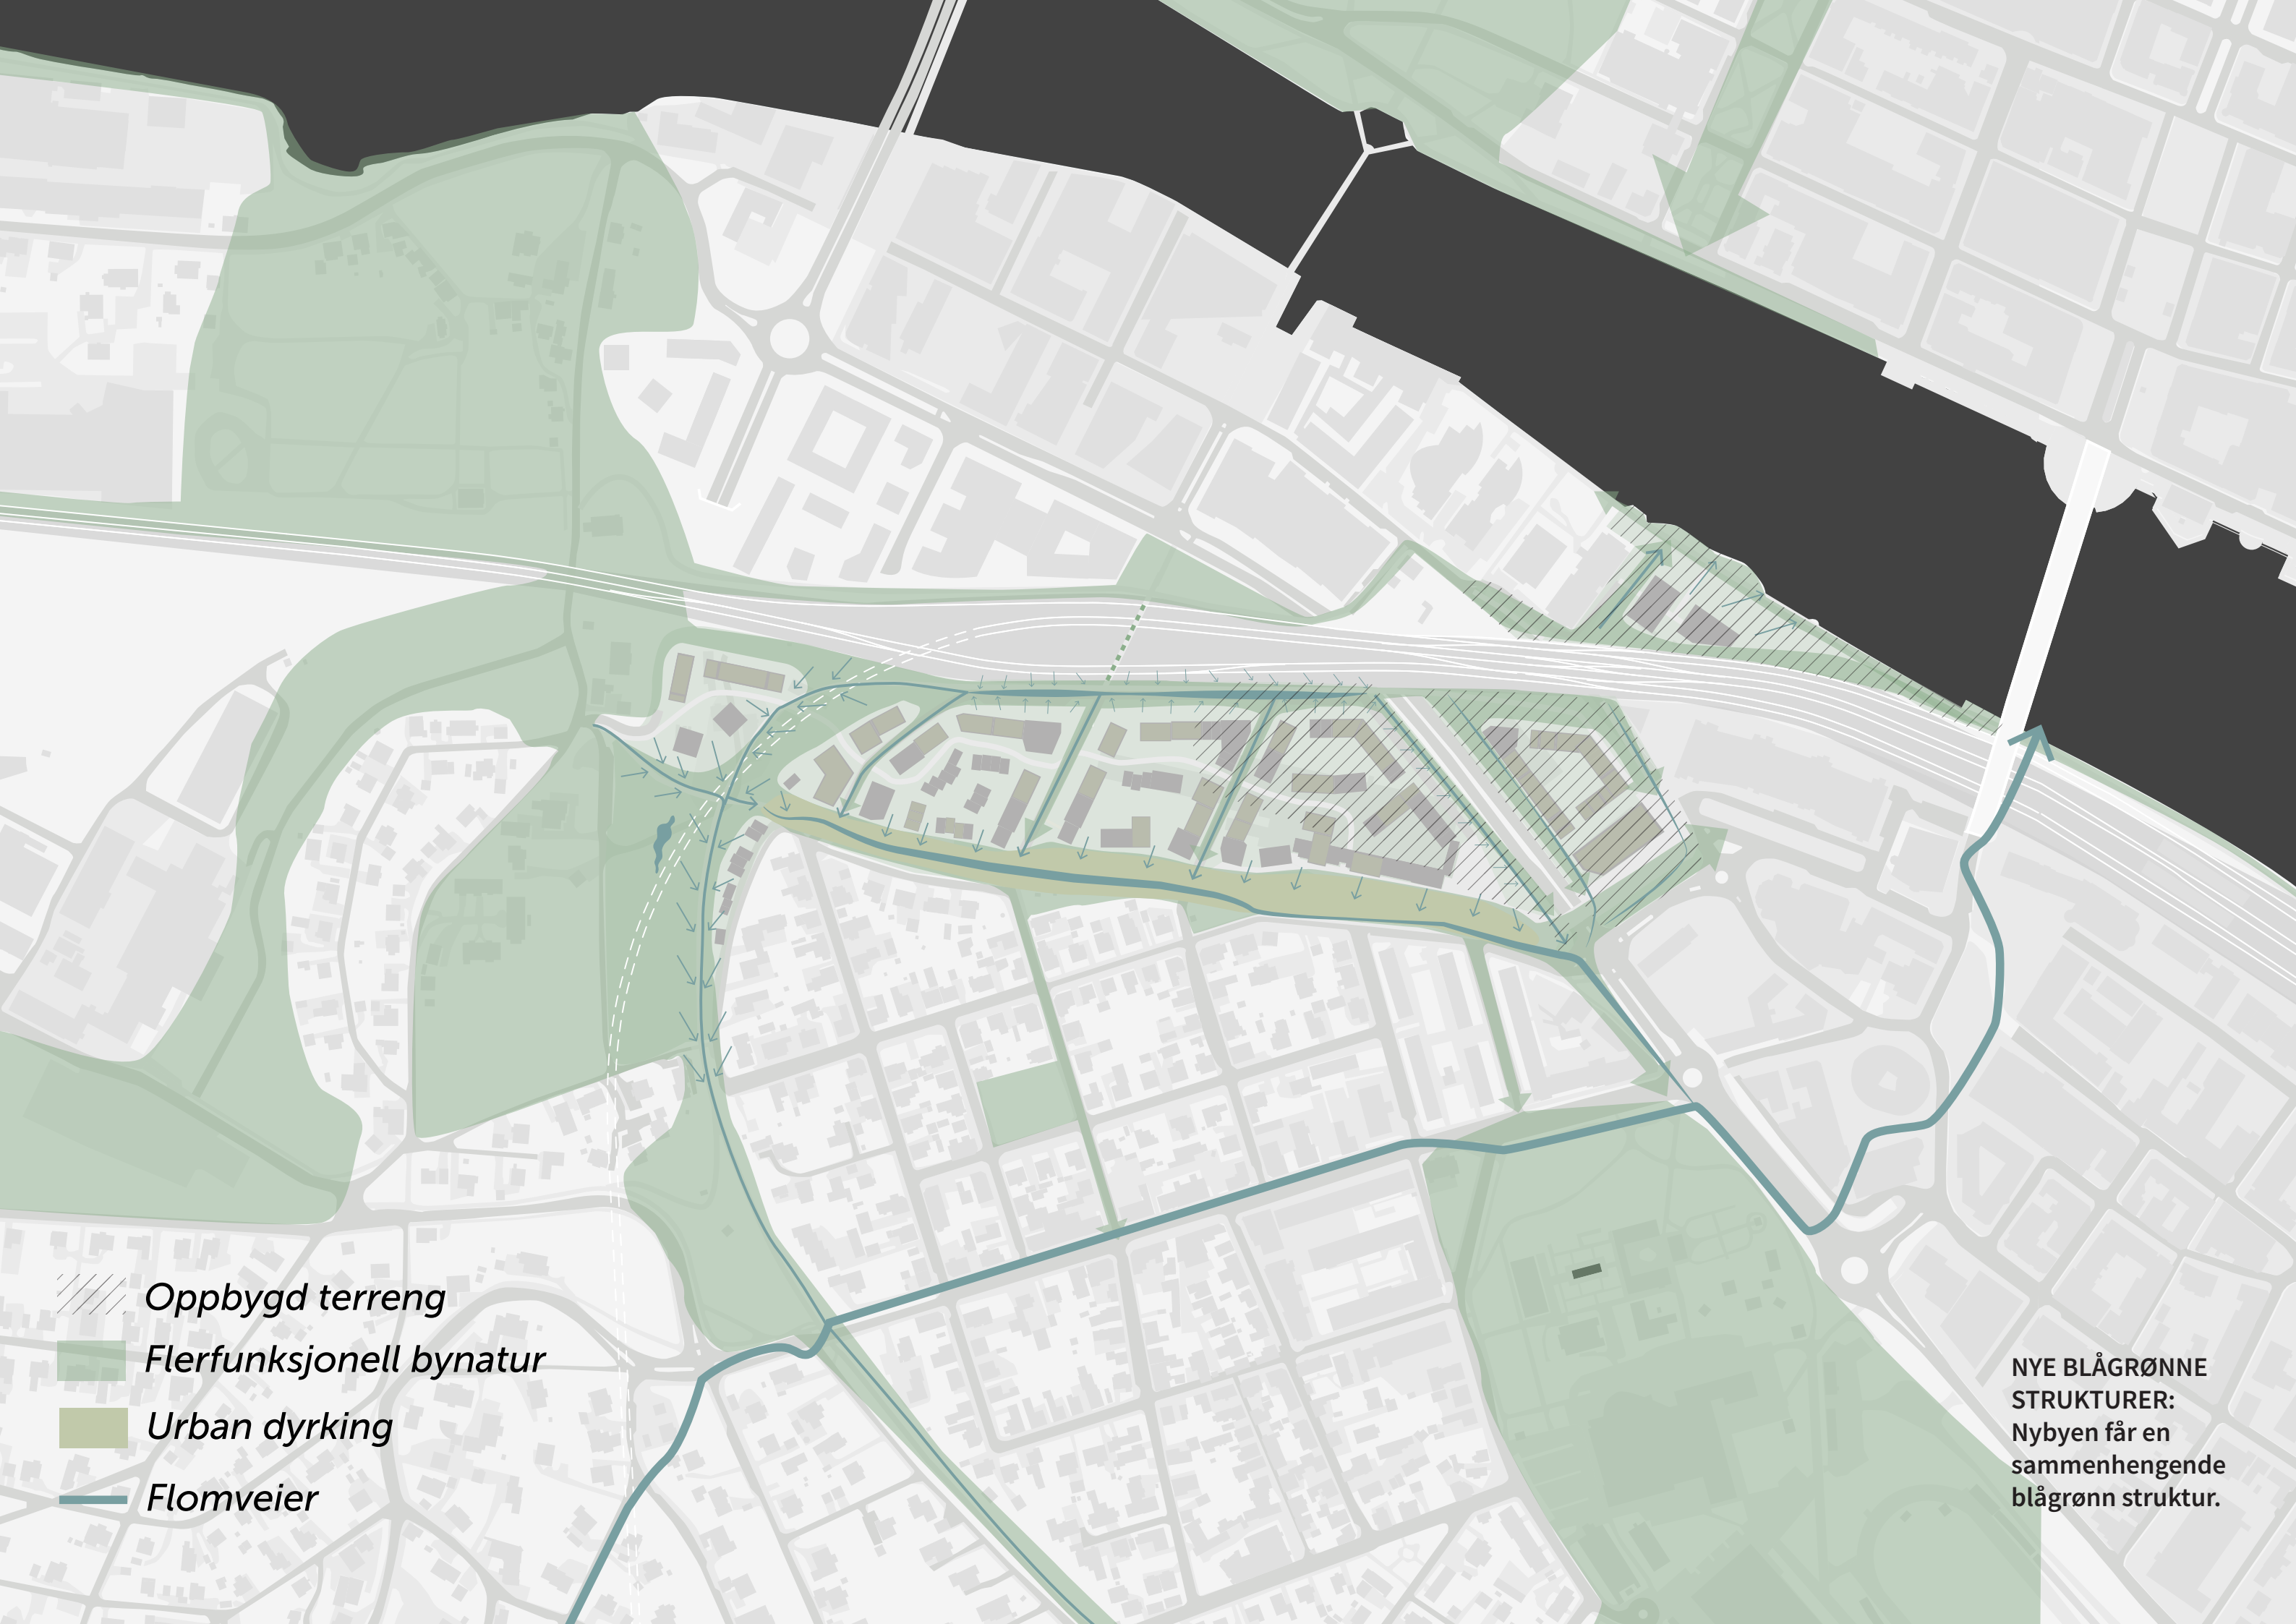 Oppbygd terreng
Flerfunksjonell bynatur
Urban dyrking
Flomveier
NYE BLÅGRØNNE
STRUKTURER:
Nybyen får en
sammenhengende
blågrønn struktur.